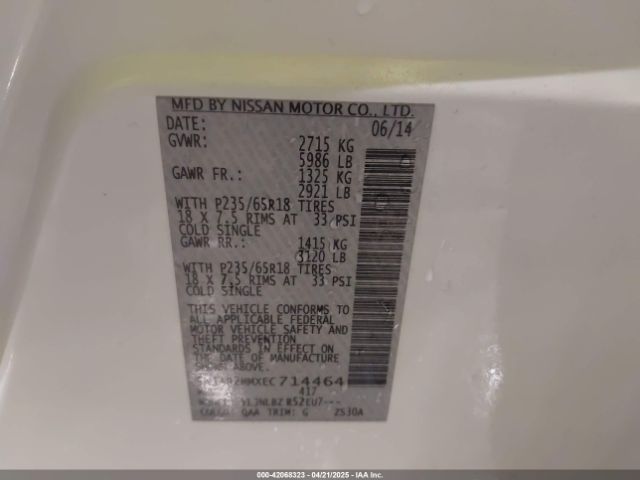 MFD BY NISSAN MOTOR CO., LTD.
DATE: 06/14
GVWR: 2715 KG
5986 LB
GAWR FR.: 1325 KG
2921 LB
WITH P235/65R18 TIRES
18 X 7.5 RIMS AT 33 PSI
COLD SINGLE
GAWR RR.: 1415 KG
3120 LB
WITH P235/65R18 TIRES
18 X 7.5 RIMS AT 33 PSI
COLD SINGLE
THIS VEHICLE CONFORMS TO
ALL APPLICABLE FEDERAL
MOTOR VEHICLE SAFETY AND
THEFT PREVENTION
STANDARDS IN EFFECT ON
THE DATE OF MANUFACTURE
SHOWN ABOVE.
714464
417
QAA TRIM: G 2S30A
000-42068323 - 04/21/2025 - IAA Inc.